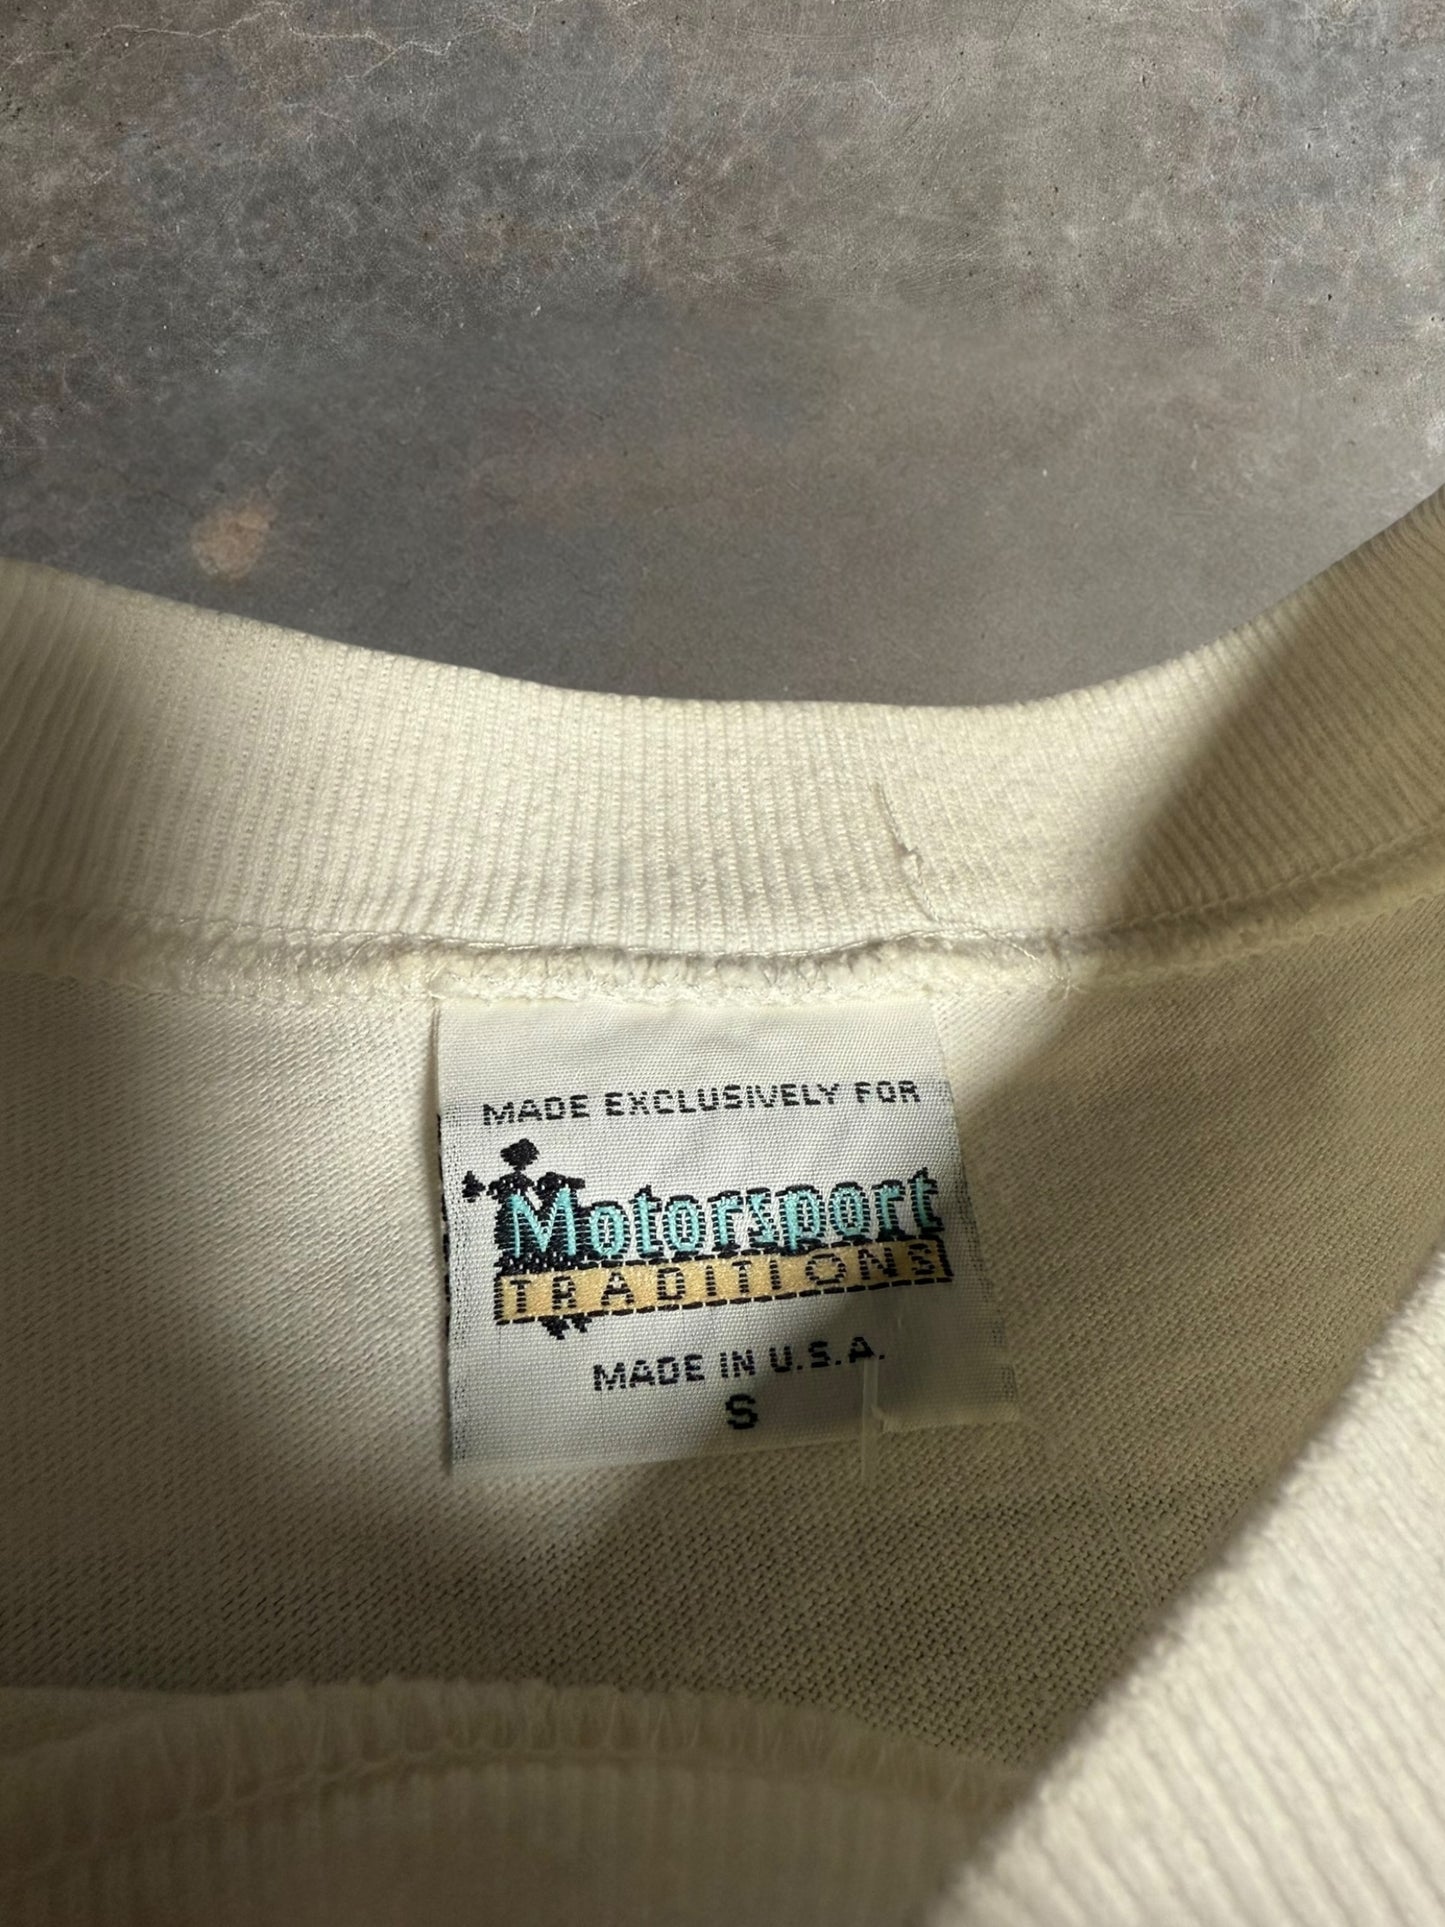 MADE EXCLUSIVELY FOR
Motorsport
TRADITIONS
MADE IN U.S.A.
S